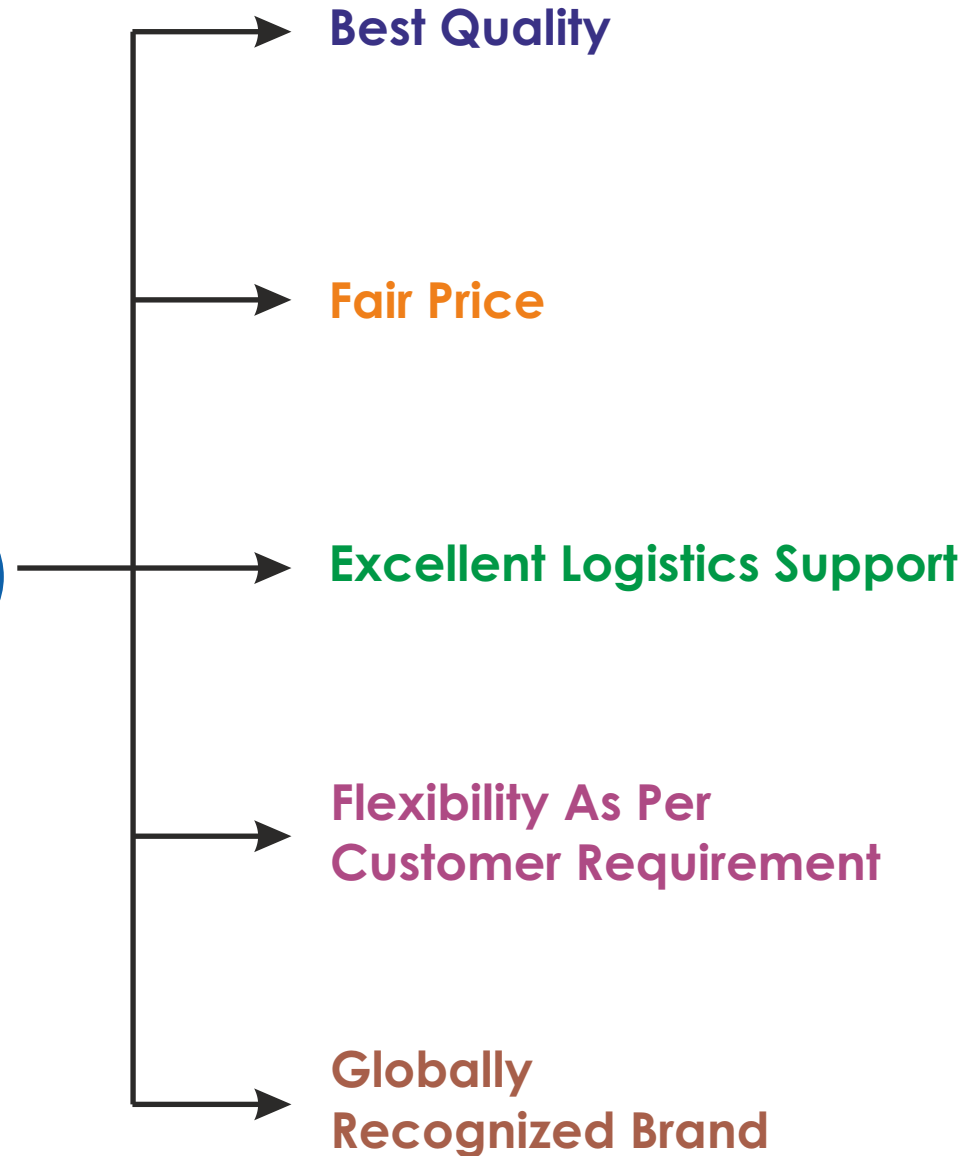 Best Quality
Fair Price
Excellent Logistics Support
Flexibility As Per
Customer Requirement
Globally
Recognized Brand